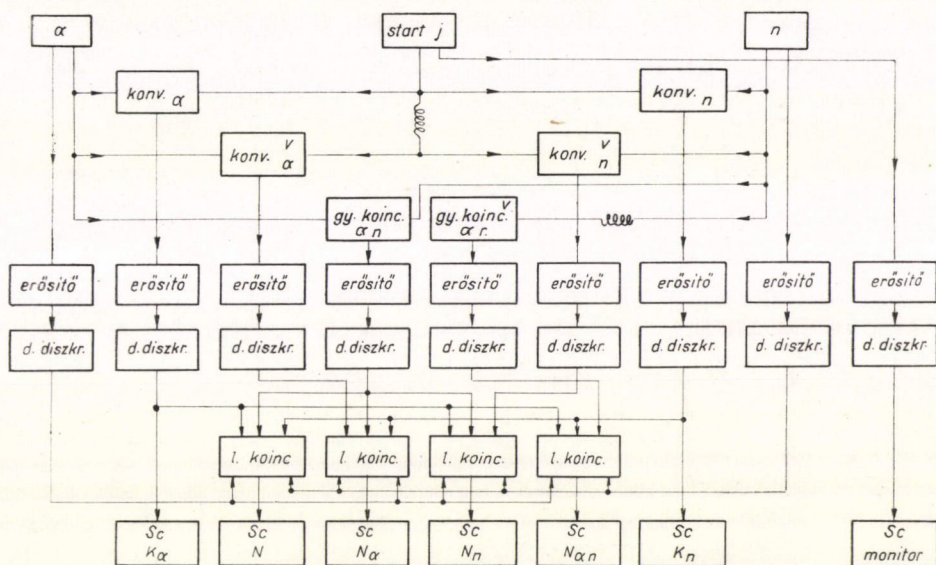 α start j n
konv. α konv. n
konv. v α konv. v n
gy. koinc. α n gy. koinc. v α r.
erősitő erősitő erősitő erősitő erősitő erősitő erősitő erősitő erősitő
d. diszkr. d. diszkr. d. diszkr. d. diszkr. d. diszkr. d. diszkr. d. diszkr. d. diszkr. d. diszkr.
l. koinc. l. koinc. l. koinc. l. koinc.
Sc Sc Sc Sc Sc Sc Sc
Kα N Nα Nn Nαn Kn monitor